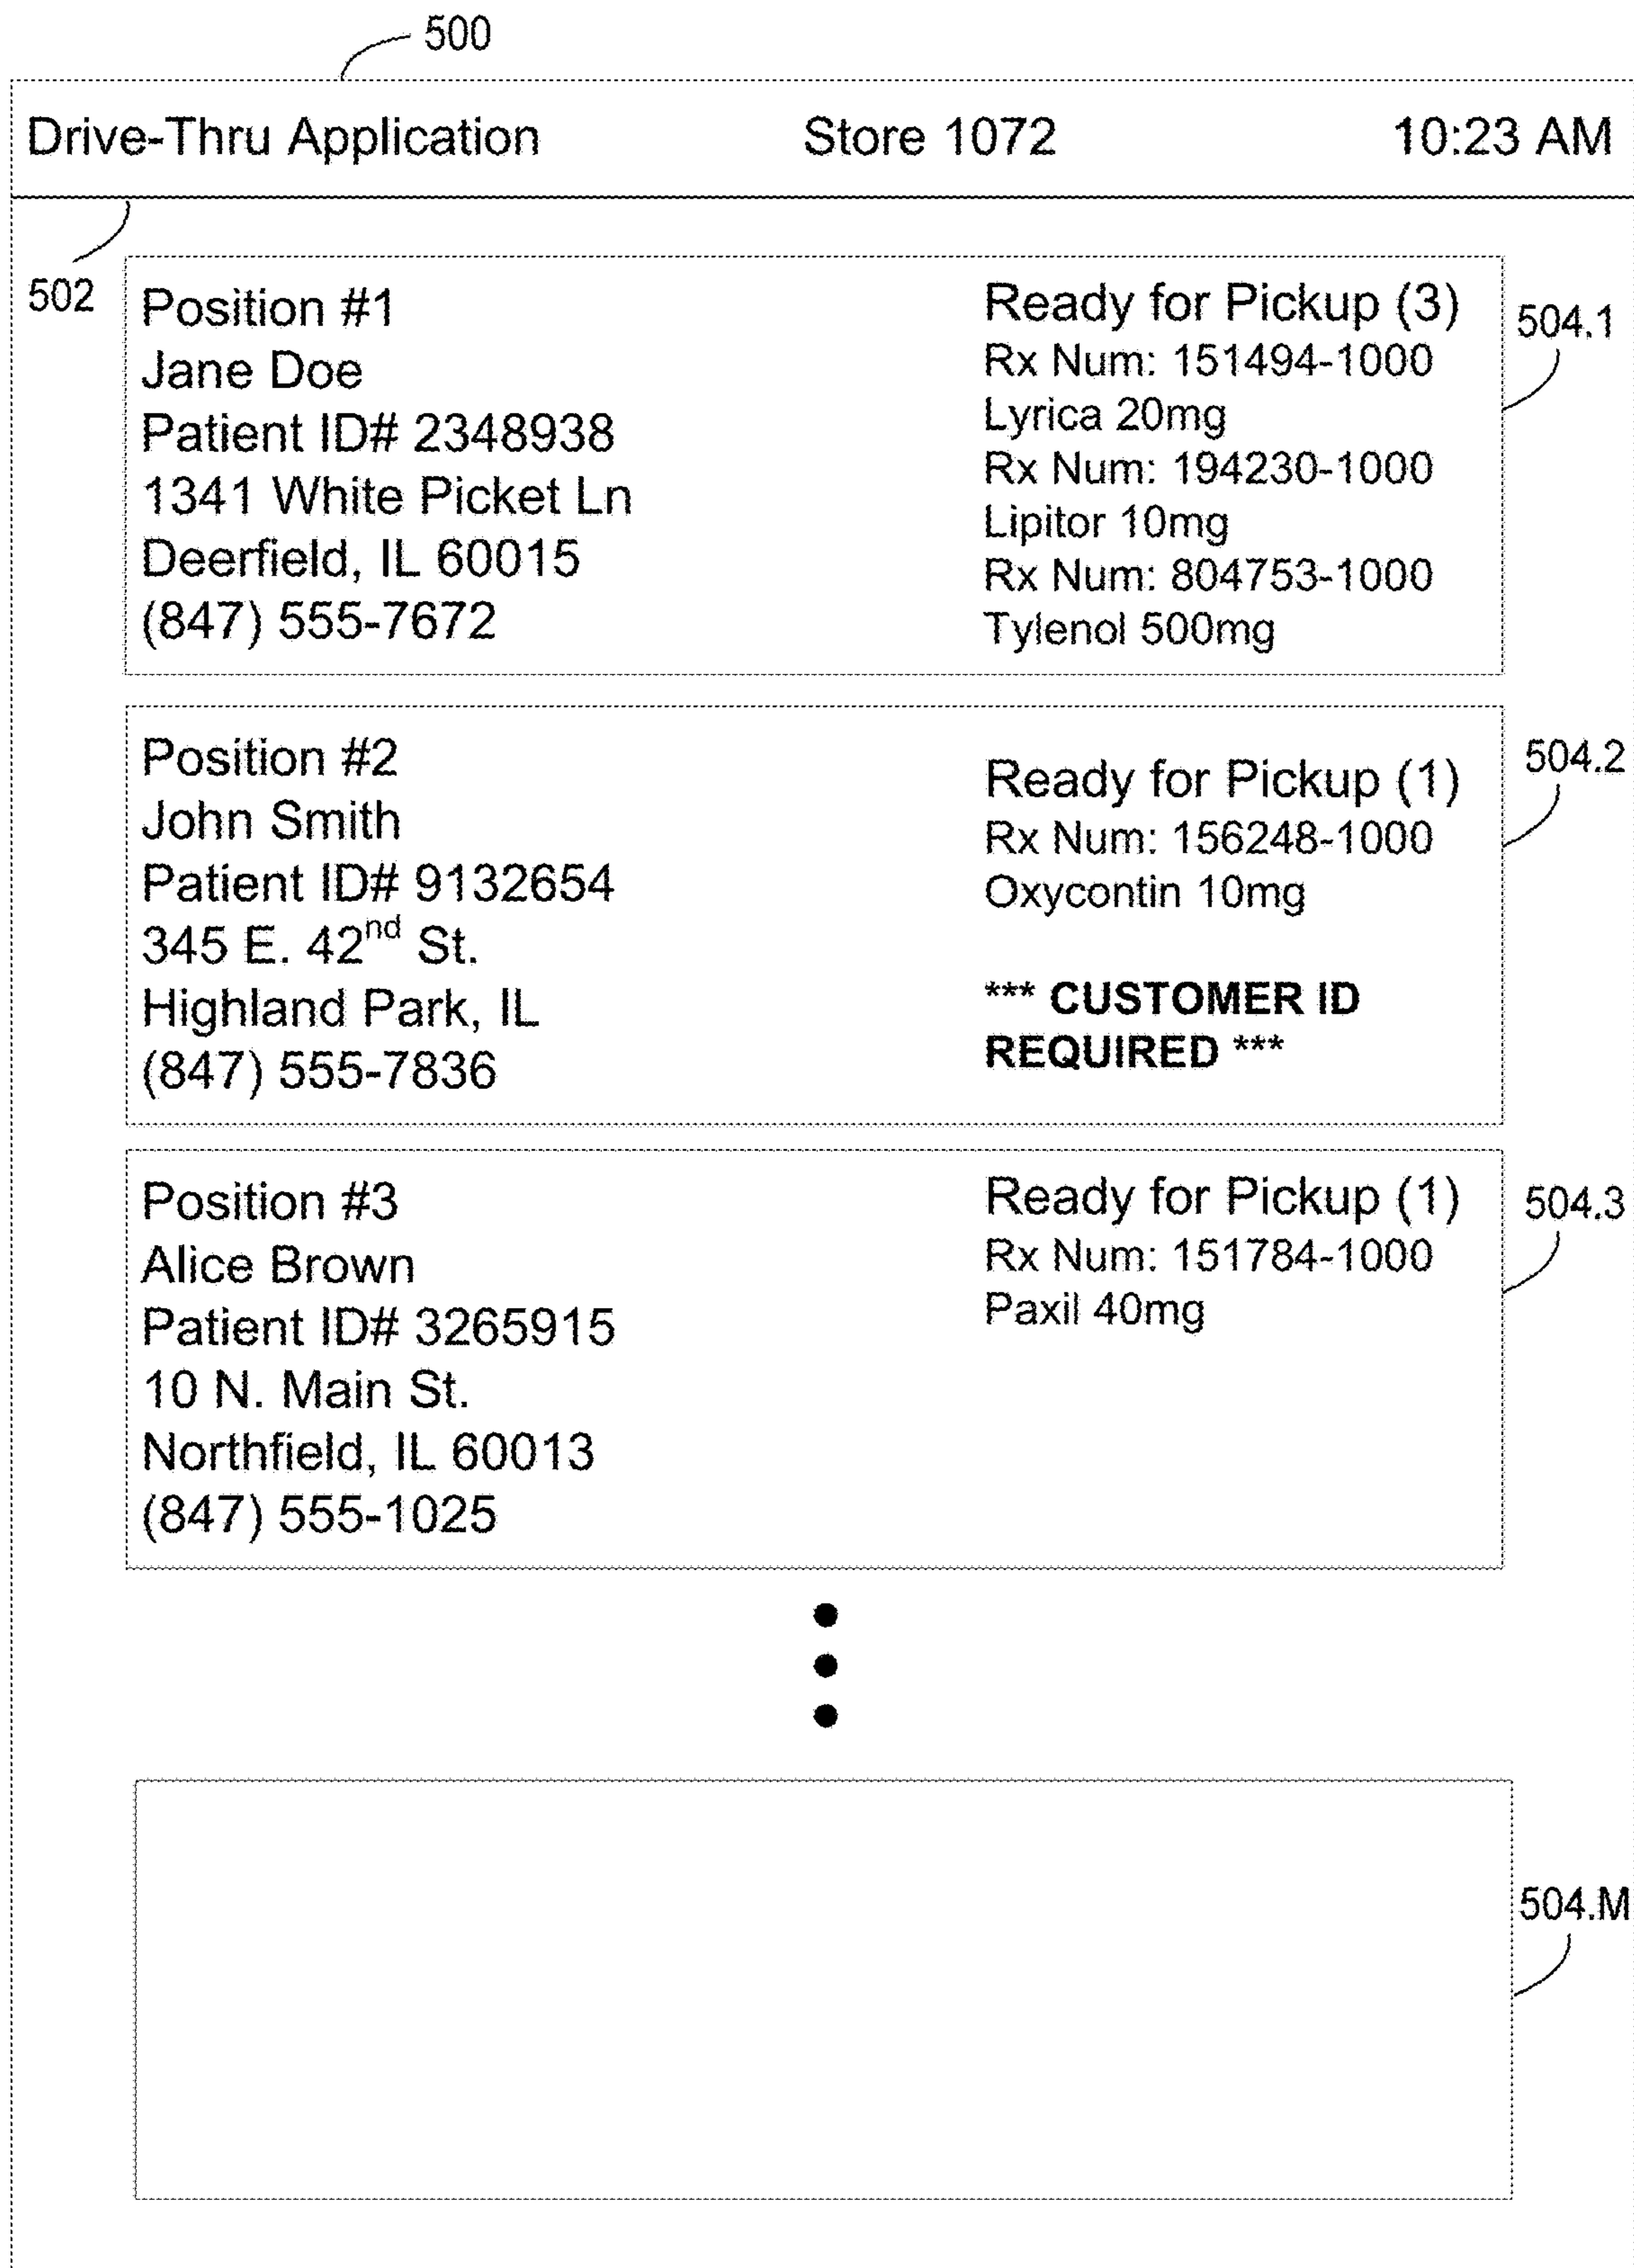 500
Drive-Thru Application Store 1072 10:23 AM
502
Position #1
Jane Doe
Patient ID# 2348938
1341 White Picket Ln
Deerfield, IL 60015
(847) 555-7672
Ready for Pickup (3)
Rx Num: 151494-1000
Lyrica 20mg
Rx Num: 194230-1000
Lipitor 10mg
Rx Num: 804753-1000
Tylenol 500mg
504.1
Position #2
John Smith
Patient ID# 9132654
345 E. 42nd St.
Highland Park, IL
(847) 555-7836
Ready for Pickup (1)
Rx Num: 156248-1000
Oxycontin 10mg
*** CUSTOMER ID
REQUIRED ***
504.2
Position #3
Alice Brown
Patient ID# 3265915
10 N. Main St.
Northfield, IL 60013
(847) 555-1025
Ready for Pickup (1)
Rx Num: 151784-1000
Paxil 40mg
504.3
504.M